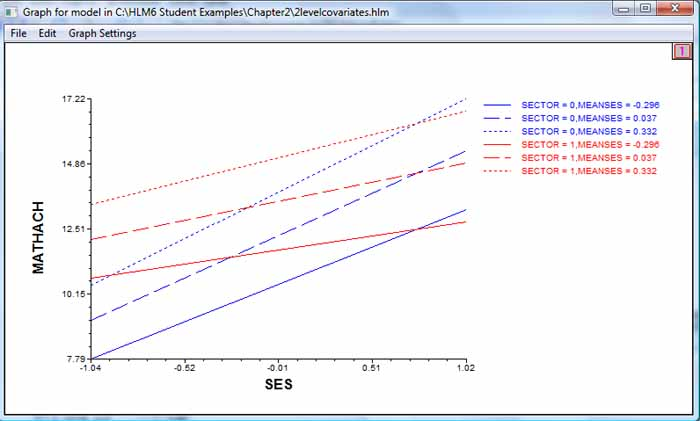 Graph for model in C:\HLM6 Student Examples\Chapter2\2levelcovariates.hlm
File Edit Graph Settings
1
17.22
14.86
12.51
10.15
7.79
MATHACH
-1.04 -0.52 -0.01 0.51 1.02
SES
SECTOR = 0,MEANSES = -0.296
SECTOR = 0,MEANSES = 0.037
SECTOR = 0,MEANSES = 0.332
SECTOR = 1,MEANSES = -0.296
SECTOR = 1,MEANSES = 0.037
SECTOR = 1,MEANSES = 0.332